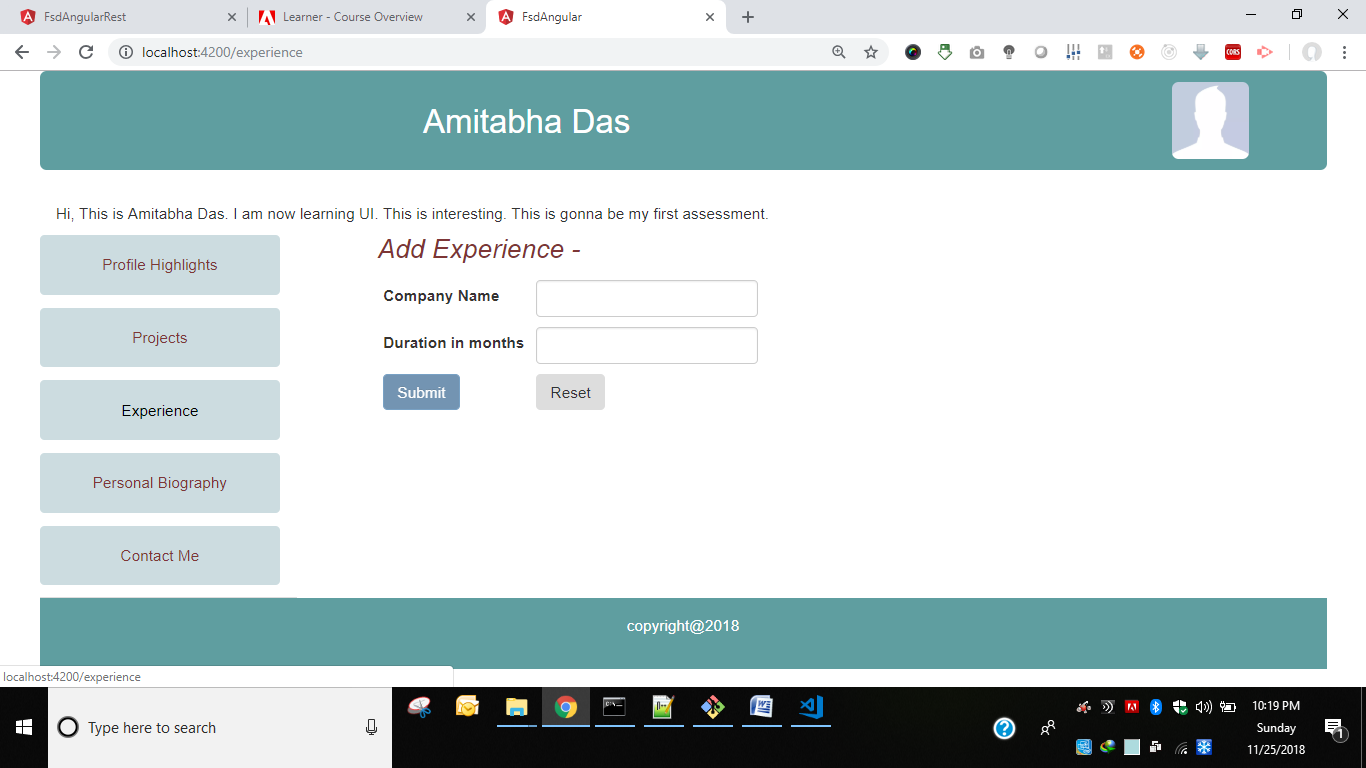 FsdAngularRest
Learner - Course Overview
FsdAngular
localhost:4200/experience
CORS
Amitabha Das
Hi, This is Amitabha Das. I am now learning UI. This is interesting. This is gonna be my first assessment.
Profile Highlights
Projects
Experience
Personal Biography
Contact Me
Add Experience -
Company Name
Duration in months
Submit
Reset
copyright@2018
localhost:4200/experience
Type here to search
10:19 PM
Sunday
11/25/2018
1